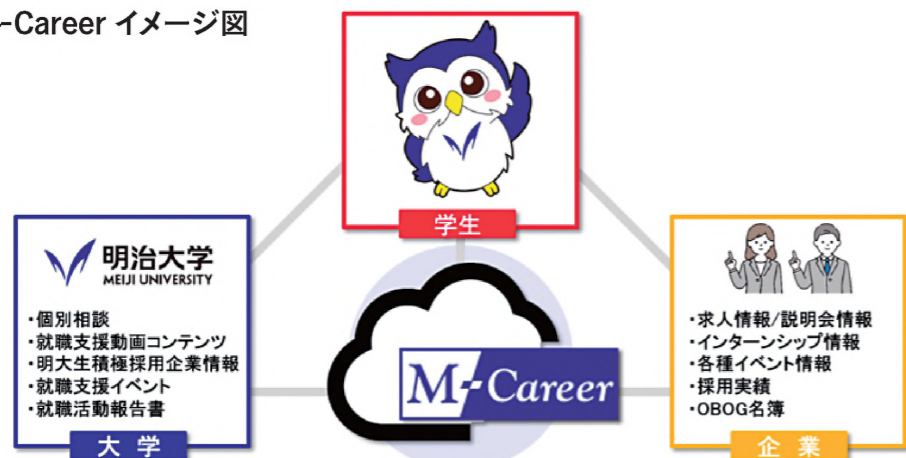 -Career イメージ図
学生
明治大学
MEIJI UNIVERSITY
・個別相談
・就職支援動画コンテンツ
・明大生積極採用企業情報
・就職支援イベント
・就職活動報告書
大学
M-Career
・求人情報/説明会情報
・インターンシップ情報
・各種イベント情報
・採用実績
・OBOG名簿
企業